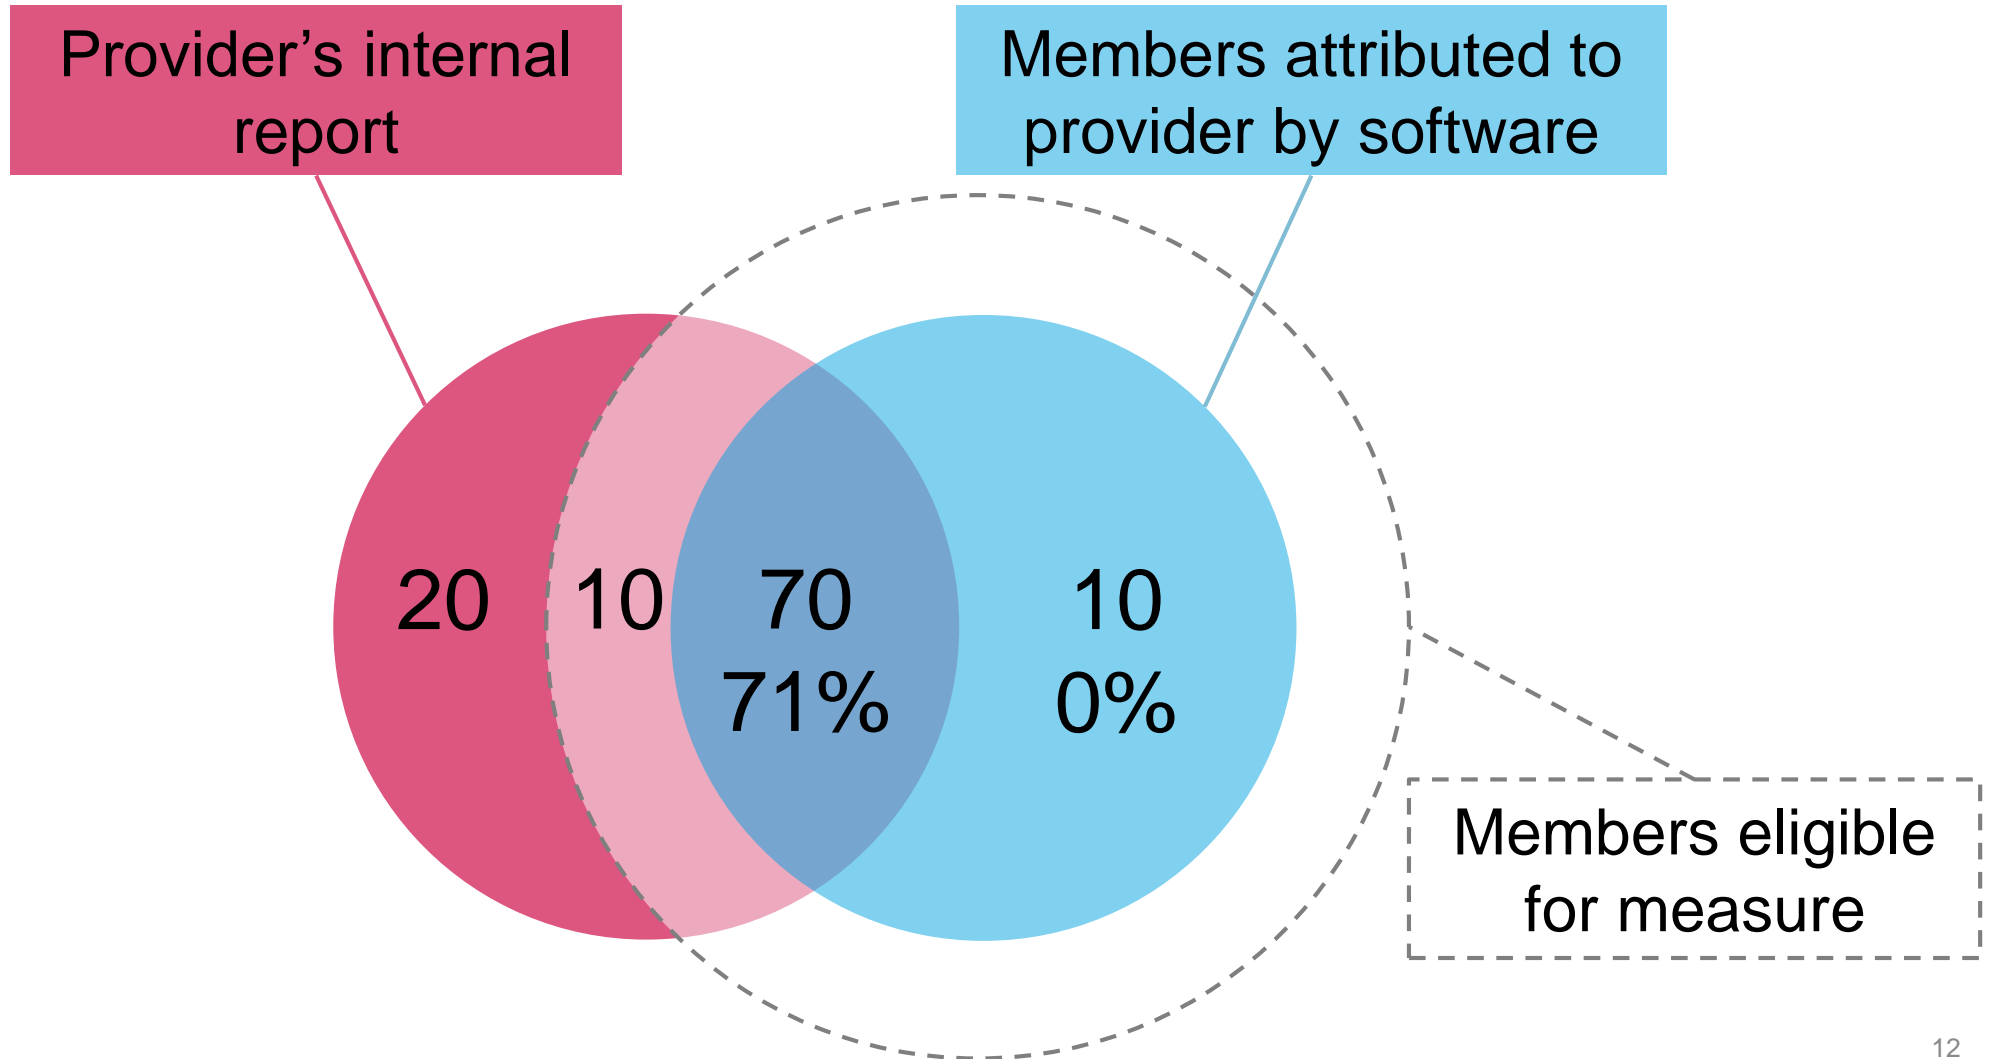 Provider’s internal
report
Members attributed to
provider by software
20
10
70
71%
10
0%
Members eligible
for measure
12